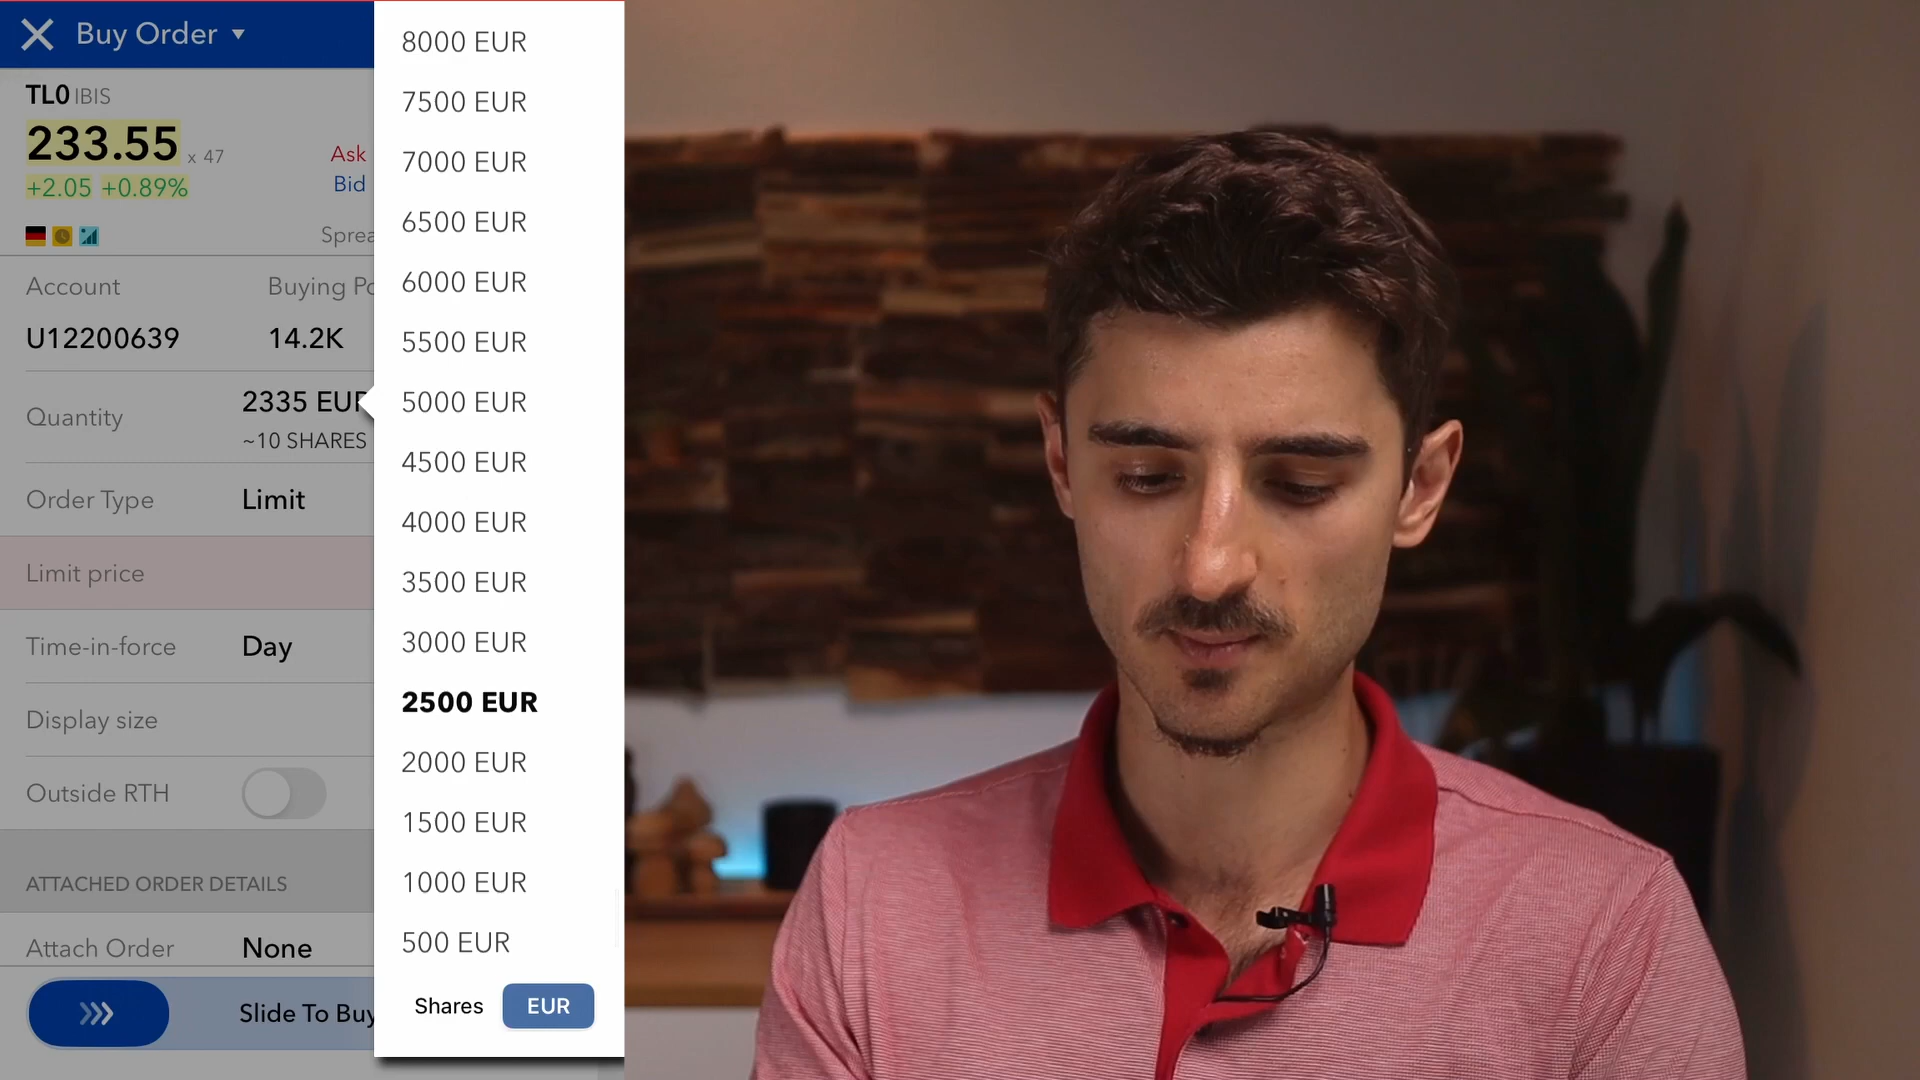 Buy Order
TL0 IBIS
233.55 x 47
Ask
+2.05 +0.89%
Bid
Sprea
Account
Buying Po
U12200639
14.2K
Quantity
2335 EUR
~10 SHARES
Order Type
Limit
Limit price
Time-in-force
Day
Display size
Outside RTH
ATTACHED ORDER DETAILS
Attach Order
None
Slide To Buy
8000 EUR
7500 EUR
7000 EUR
6500 EUR
6000 EUR
5500 EUR
5000 EUR
4500 EUR
4000 EUR
3500 EUR
3000 EUR
2500 EUR
2000 EUR
1500 EUR
1000 EUR
500 EUR
Shares
EUR